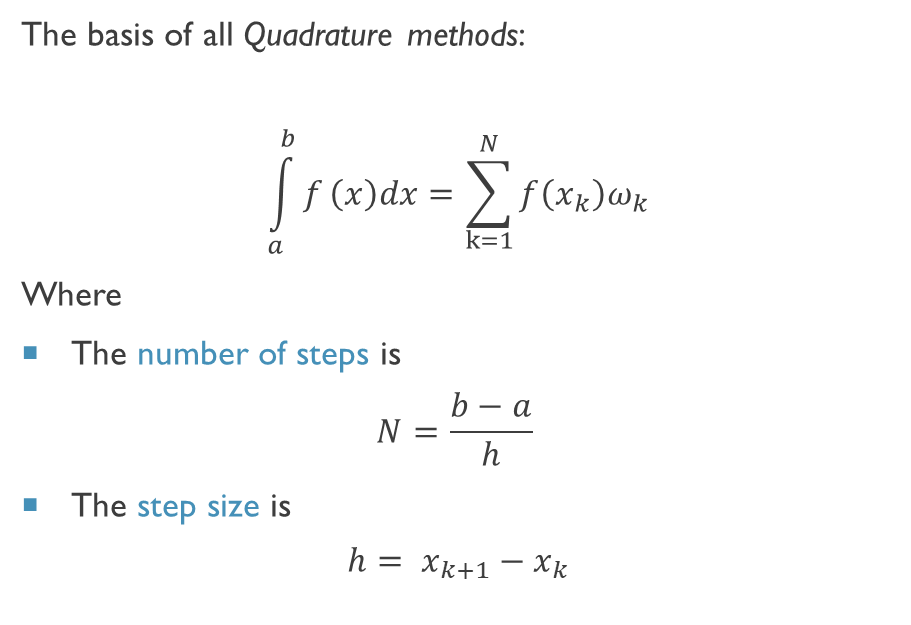 The basis of all Quadrature methods:
∫_a^b f (x)dx = ∑_{k=1}^N f(x_k)ω_k
Where
▪ The number of steps is
N = (b − a)/h
▪ The step size is
h = x_{k+1} − x_k